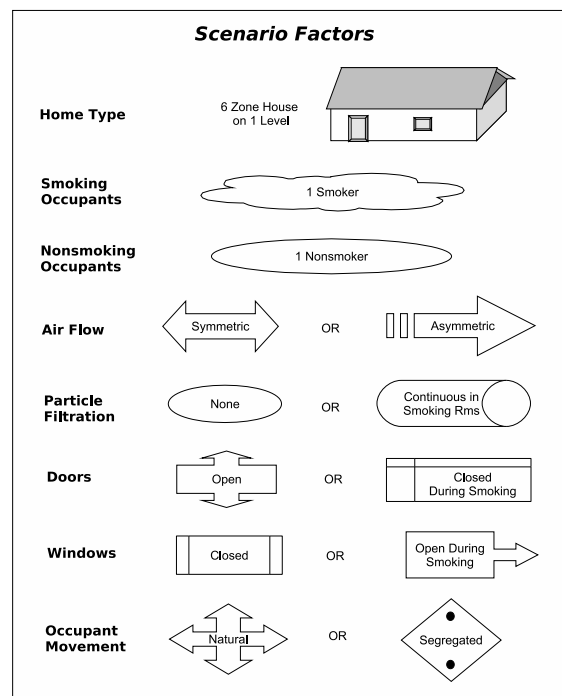 Scenario Factors
Home Type
6 Zone House
on 1 Level
Smoking
Occupants
1 Smoker
Nonsmoking
Occupants
1 Nonsmoker
Air Flow
Symmetric
OR
Asymmetric
Particle
Filtration
None
OR
Continuous in
Smoking Rms
Doors
Open
OR
Closed
During Smoking
Windows
Closed
OR
Open During
Smoking
Occupant
Movement
Natural
OR
Segregated